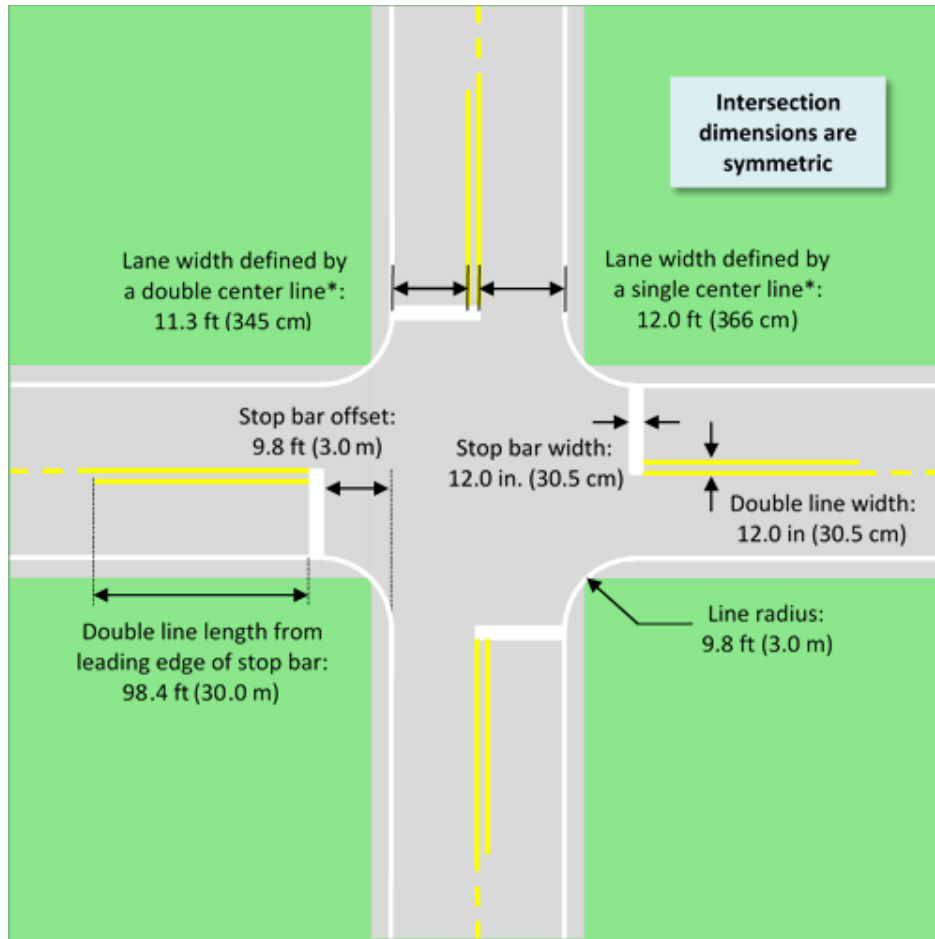 Intersection
dimensions are
symmetric
Lane width defined by
a double center line*:
11.3 ft (345 cm)
Lane width defined by
a single center line*:
12.0 ft (366 cm)
Stop bar offset:
9.8 ft (3.0 m)
Stop bar width:
12.0 in. (30.5 cm)
Double line width:
12.0 in (30.5 cm)
Double line length from
leading edge of stop bar:
98.4 ft (30.0 m)
Line radius:
9.8 ft (3.0 m)